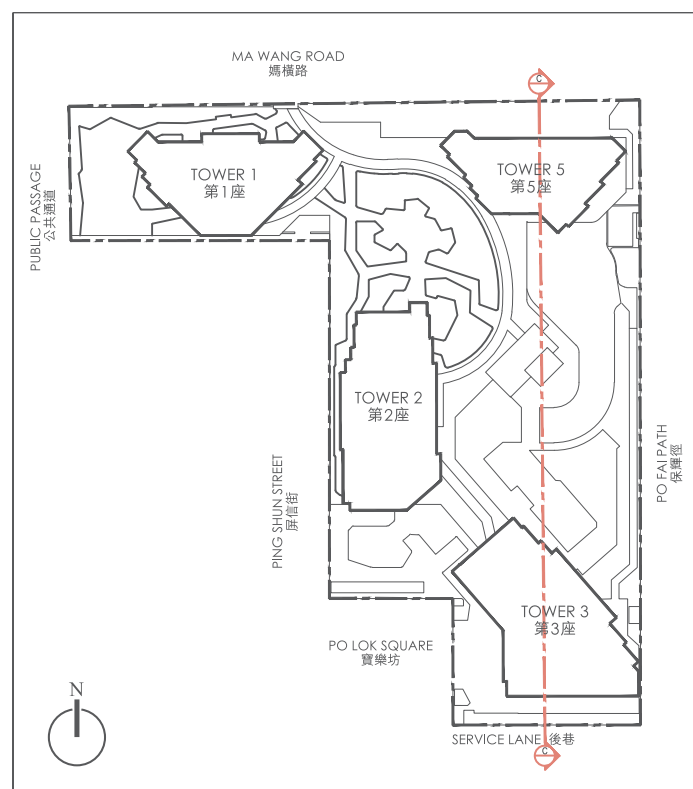 MA WANG ROAD
媽橫路
C
TOWER 1
第1座
TOWER 5
第5座
PUBLIC PASSAGE
公共通道
TOWER 2
第2座
PING SHUN STREET
屏信街
PO FAI PATH
保輝徑
TOWER 3
第3座
PO LOK SQUARE
寶樂坊
N
SERVICE LANE 後巷
C